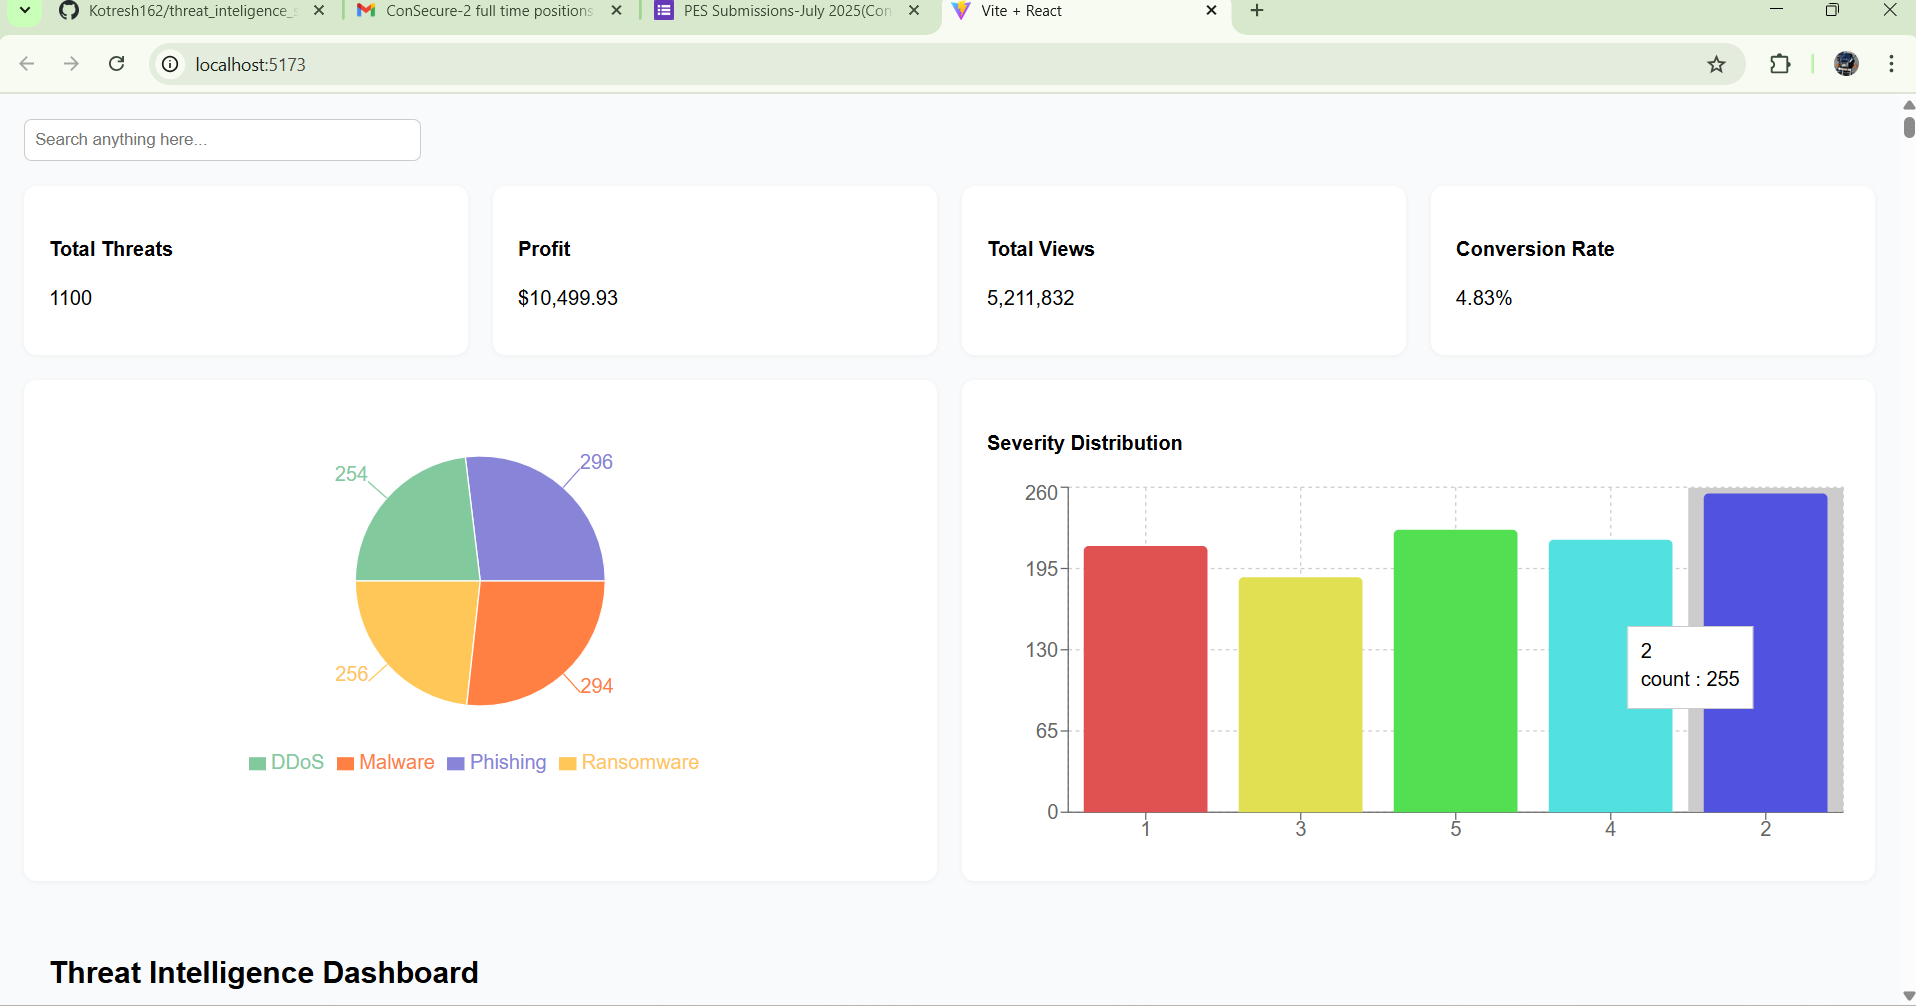 Kotresh162/threat_inteligence_s
ConSecure-2 full time positions
PES Submissions-July 2025(Con
Vite + React
localhost:5173
Search anything here...
Total Threats
1100
Profit
$10,499.93
Total Views
5,211,832
Conversion Rate
4.83%
254
296
256
294
DDoS Malware Phishing Ransomware
Severity Distribution
260
195
130
65
0
1 3 5 4 2
2
count : 255
Threat Intelligence Dashboard